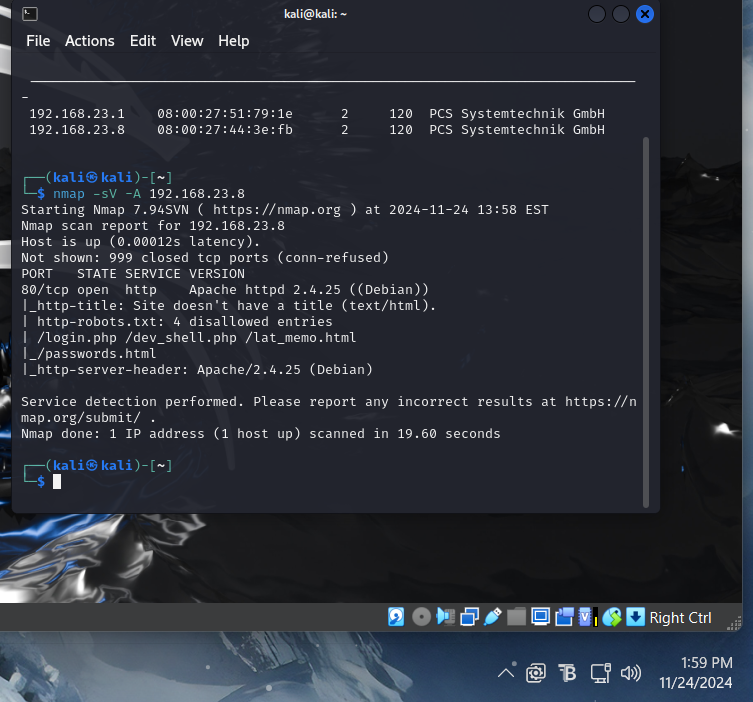 kali@kali: ~
File Actions Edit View Help
-
192.168.23.1 08:00:27:51:79:1e 2 120 PCS Systemtechnik GmbH
192.168.23.8 08:00:27:44:3e:fb 2 120 PCS Systemtechnik GmbH
┌──(kali㉿kali)-[~]
└─$ nmap -sV -A 192.168.23.8
Starting Nmap 7.94SVN ( https://nmap.org ) at 2024-11-24 13:58 EST
Nmap scan report for 192.168.23.8
Host is up (0.00012s latency).
Not shown: 999 closed tcp ports (conn-refused)
PORT STATE SERVICE VERSION
80/tcp open http Apache httpd 2.4.25 ((Debian))
|_http-title: Site doesn't have a title (text/html).
| http-robots.txt: 4 disallowed entries
| /login.php /dev_shell.php /lat_memo.html
|_/passwords.html
|_http-server-header: Apache/2.4.25 (Debian)
Service detection performed. Please report any incorrect results at https://n
map.org/submit/ .
Nmap done: 1 IP address (1 host up) scanned in 19.60 seconds
┌──(kali㉿kali)-[~]
└─$
Right Ctrl
1:59 PM
11/24/2024